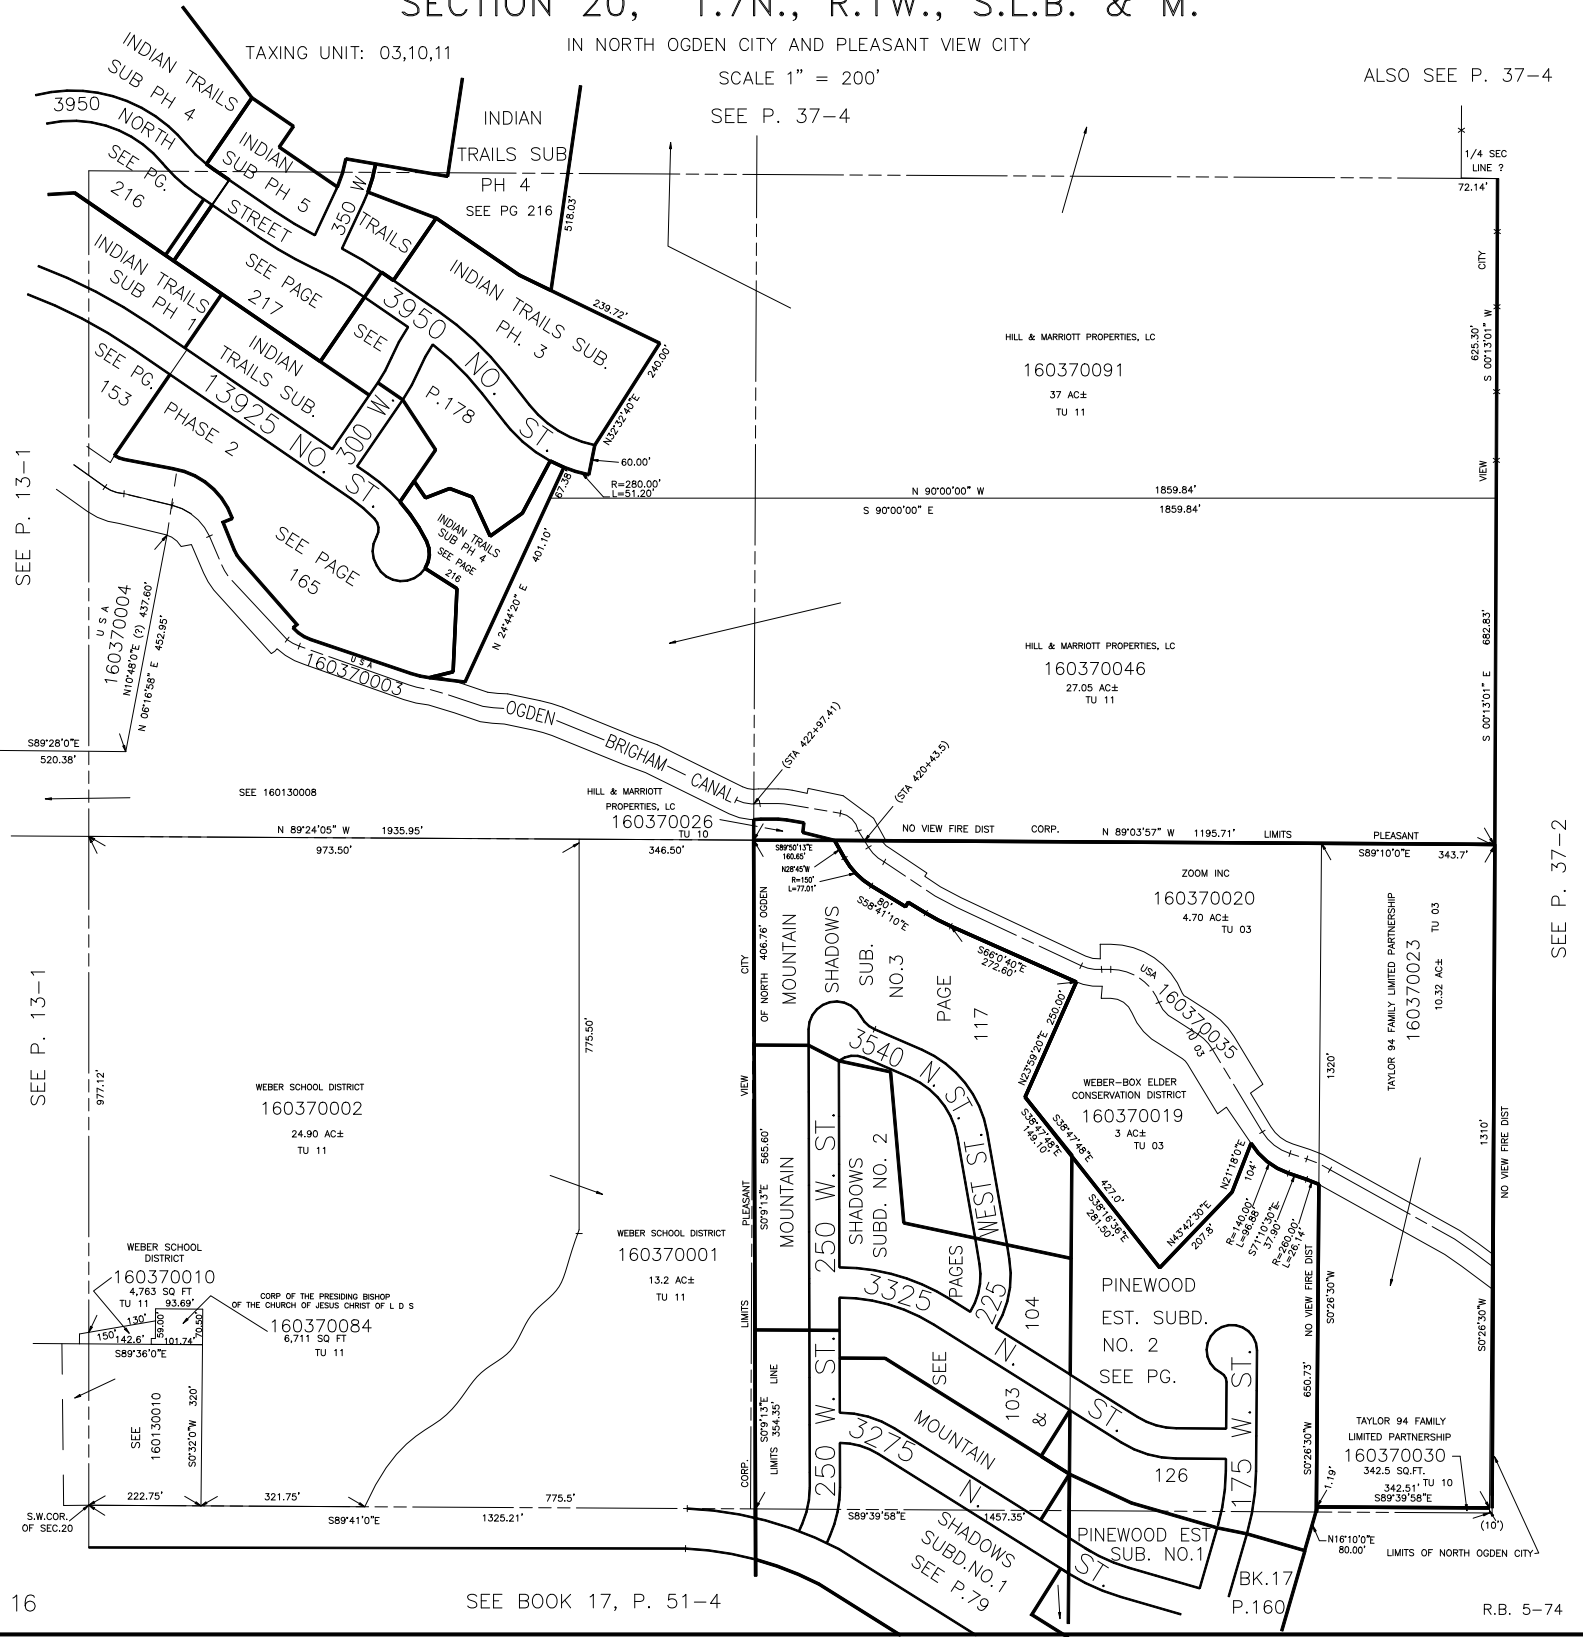 SECTION 20, T.7N., R.1W., S.L.B. & M.
IN NORTH OGDEN CITY AND PLEASANT VIEW CITY
TAXING UNIT: 03,10,11
SCALE 1" = 200'
SEE P. 37-4
ALSO SEE P. 37-4
1/4 SEC
LINE ?
72.14'
INDIAN TRAILS
SUB PH 4
3950
NORTH
STREET
SEE PG.
216
INDIAN
SUB PH 5
350 W.
TRAILS
INDIAN
TRAILS SUB
PH 4
SEE PG 216
518.03'
INDIAN TRAILS
SUB PH 1
SEE PAGE
217
SEE
3950 NO. ST.
INDIAN TRAILS SUB.
PH. 3
239.72'
240.00'
N32°32'40"E
60.00'
R=280.00'
L=51.20'
67.38'
SEE PG.
153
INDIAN
TRAILS SUB.
PHASE 2
13925 NO. ST.
300 W.
P.178
INDIAN TRAILS
SUB PH 4
SEE PAGE
216
SEE PAGE
165
401.10'
N 24°44'20" E
HILL & MARRIOTT PROPERTIES, LC
160370091
37 AC±
TU 11
CITY
625.30'
S 00°13'01" W
VIEW
N 90°00'00" W 1859.84'
S 90°00'00" E 1859.84'
SEE P. 13-1
U S A
160370004
N10°48'0"E (?) 437.60'
N 06°16'58" E 452.95'
U S A
160370003
HILL & MARRIOTT PROPERTIES, LC
160370046
27.05 AC±
TU 11
682.83'
S 00°13'01" E
OGDEN BRIGHAM CANAL
(STA 422+97.41)
(STA 420+43.5)
S89°28'0"E
520.38'
SEE 160130008
HILL & MARRIOTT
PROPERTIES, LC
160370026
TU 10
N 89°24'05" W 1935.95'
973.50'
346.50'
NO VIEW FIRE DIST CORP. N 89°03'57" W 1195.71' LIMITS PLEASANT
S89°10'0"E 343.7'
S89°50'13"E
160.65'
N28°45'W
R=150'
L=77.01'
80'
S58°41'10"E
S66°0'40"E
272.60'
ZOOM INC
160370020
4.70 AC±
TU 03
SEE P. 37-2
TAYLOR 94 FAMILY LIMITED PARTNERSHIP
160370023
10.32 AC±
TU 03
USA
160370035
TU 03
OF NORTH 406.76' OGDEN
CITY
MOUNTAIN
SHADOWS
SUB.
NO.3
PAGE
117
SEE P. 13-1
977.12'
775.50'
1320'
1310'
NO VIEW FIRE DIST
WEBER SCHOOL DISTRICT
160370002
24.90 AC±
TU 11
VIEW
565.60'
S0°9'13"E
PLEASANT
3540 N. ST.
N23°59'20"E 250.00'
WEBER-BOX ELDER
CONSERVATION DISTRICT
160370019
3 AC±
TU 03
S38°47'48"E
149.10'
S38°47'48"E
427.0'
S38°16'36"E
281.50'
N43°42'30"E
207.8'
N21°18'0"E
104'
R=140.00'
L=96.88'
S71°10'30"E
37.90'
R=260.00'
L=26.14'
MOUNTAIN
SHADOWS
SUBD. NO. 2
250 W. ST.
225 WEST ST.
PAGES
104
WEBER SCHOOL DISTRICT
160370001
13.2 AC±
TU 11
WEBER SCHOOL
DISTRICT
160370010
4,763 SQ FT
TU 11
93.69'
130'
150'
142.6'
59.00'
70.50'
101.74'
S89°36'0"E
CORP OF THE PRESIDING BISHOP
OF THE CHURCH OF JESUS CHRIST OF L D S
160370084
6,711 SQ FT
TU 11
SEE
160130010
S0°32'0"W 320'
LIMITS
3325 N. ST.
PINEWOOD
EST. SUBD.
NO. 2
SEE PG.
126
NO VIEW FIRE DIST
S0°26'30"W
S0°26'30"W
650.73'
S0°26'30"W
LINE
S0°9'13"E
LIMITS 354.35'
CORP.
250 W. ST.
SEE
103
&
MOUNTAIN
3275 N. ST.
175 W. ST.
TAYLOR 94 FAMILY
LIMITED PARTNERSHIP
160370030
342.5 SQ.FT.
TU 10
342.51'
S89°39'58"E
1.19'
222.75'
321.75'
775.5'
S.W.COR.
OF SEC.20
S89°41'0"E
1325.21'
S89°39'58"E
1457.35'
SHADOWS
SUBD.NO.1
SEE P.79
PINEWOOD EST
SUB. NO.1
BK.17
P.160
N16°10'0"E
80.00'
(10')
LIMITS OF NORTH OGDEN CITY
16
SEE BOOK 17, P. 51-4
R.B. 5-74